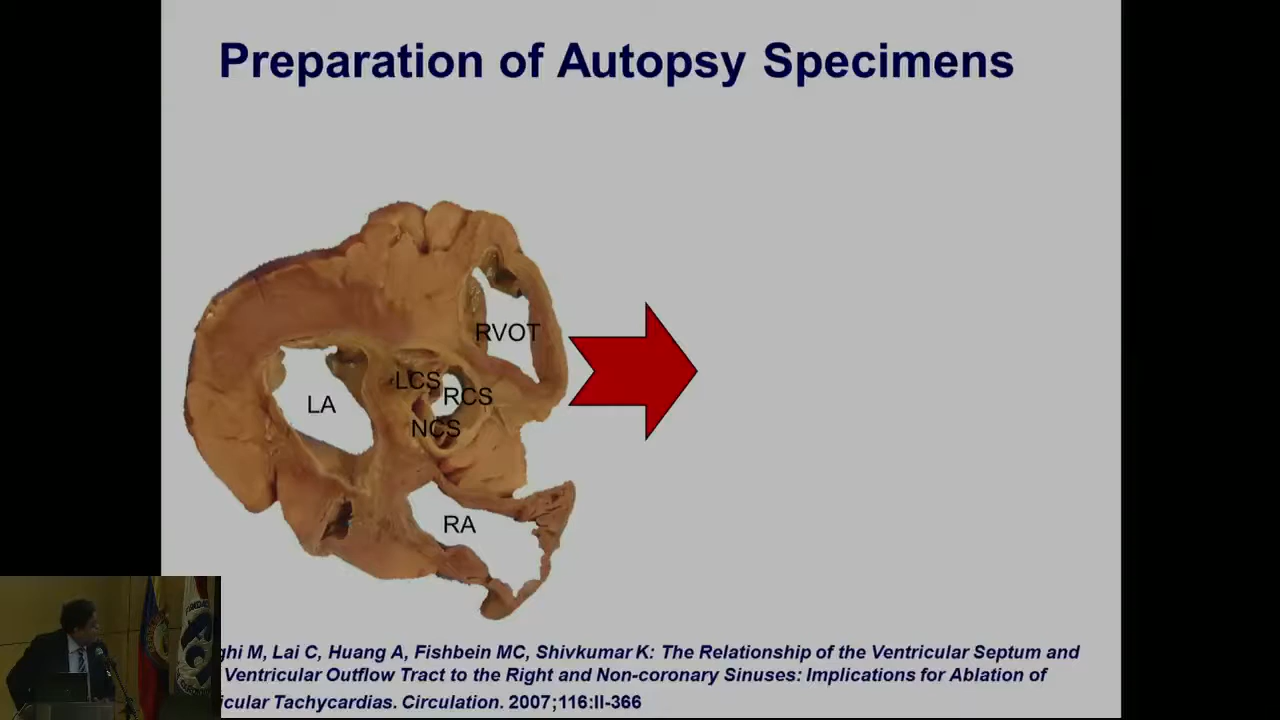 Preparation of Autopsy Specimens
RVOT
LCS
RCS
LA
NCS
RA
M, Lai C, Huang A, Fishbein MC, Shivkumar K: The Relationship of the Ventricular Septum and
Ventricular Outflow Tract to the Right and Non-coronary Sinuses: Implications for Ablation of
Tachycardias. Circulation. 2007;116:II-366